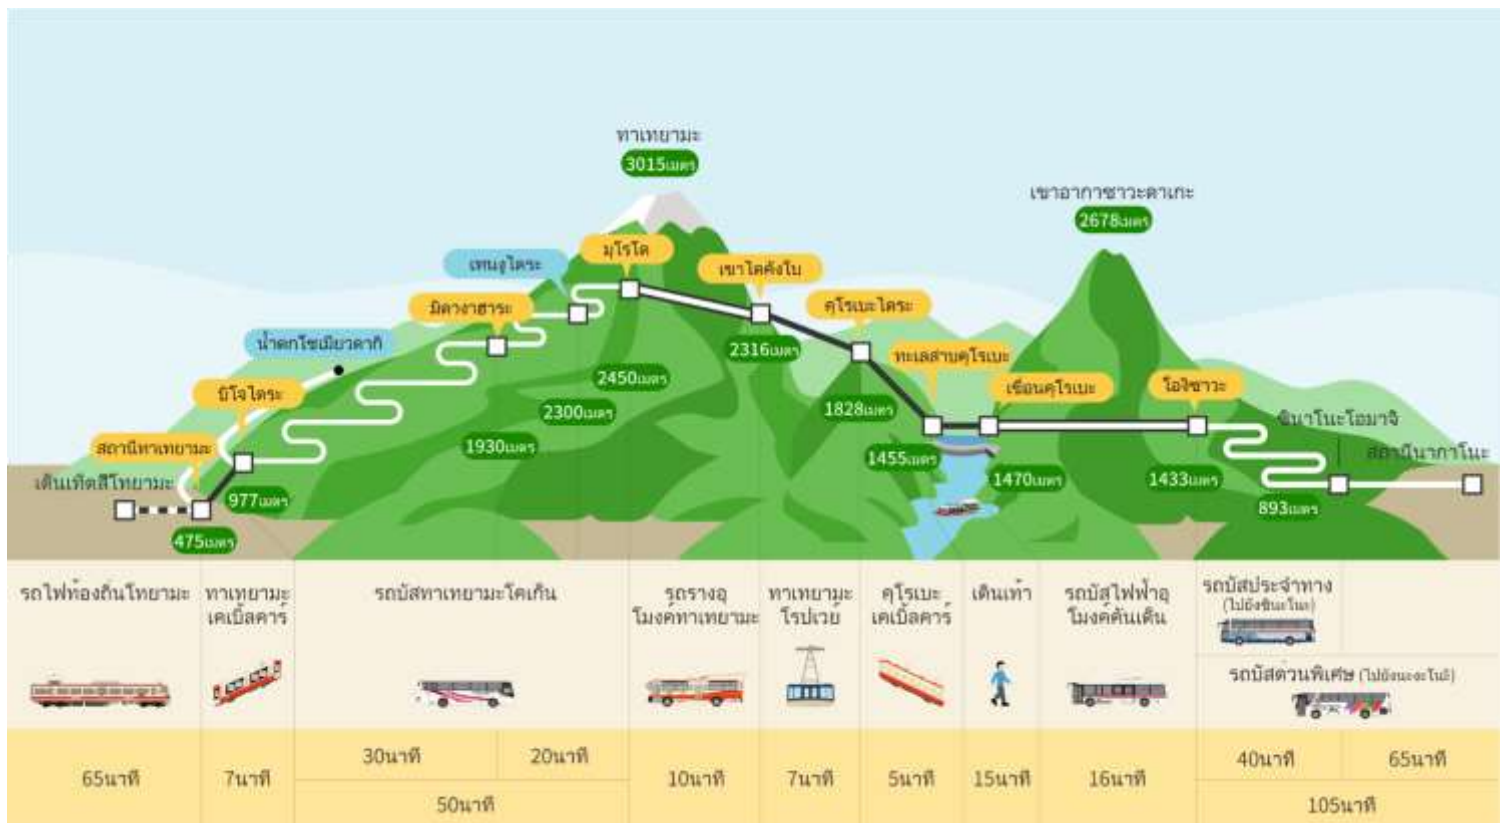 ทาเทยามะ
3015เมตร
เขาอากาซาวะดาเกะ
2678เมตร
มุโรโด
เทนงูไดระ
เขาไดคังโบ
มิดางาฮาระ
คุโรเบะไดระ
น้ำตกโชเมียวดากิ
2316เมตร
ทะเลสาบคุโรเบะ
บิโจไดระ
2450เมตร
เขื่อนคุโรเบะ
โอกิซาวะ
2300เมตร
1828เมตร
ชินาโนะโอมาจิ
สถานีทาเทยามะ
1930เมตร
1455เมตร
สถานีนากาโนะ
เด็นเท็ตสึโทยามะ
977เมตร
1470เมตร
1433เมตร
893เมตร
475เมตร
รถไฟท้องถิ่นโทยามะ
ทาเทยามะ
เคเบิ้ลคาร์
รถบัสทาเทยามะโคเก็น
รถรางอุ
โมงค์ทาเทยามะ
ทาเทยามะ
โรปเวย์
คุโรเบะ
เคเบิ้ลคาร์
เดินเท้า
รถบัสไฟฟ้าอุ
โมงค์คันเด็น
รถบัสประจำทาง
(ไปยังชินะโนะ)
รถบัสด่วนพิเศษ
65นาที
7นาที
30นาที
20นาที
50นาที
10นาที
7นาที
5นาที
15นาที
16นาที
40นาที
65นาที
105นาที